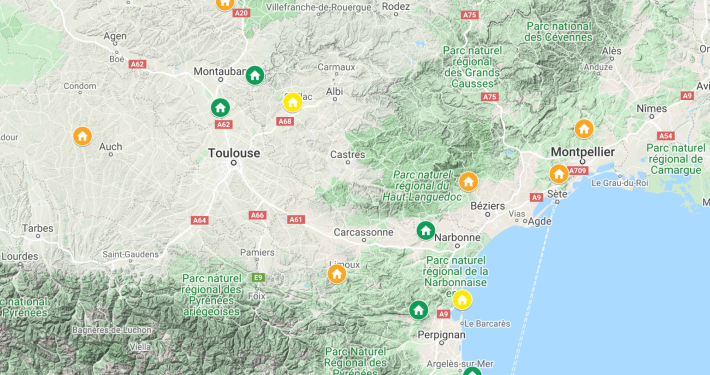 A20
Villefranche-de-Rouergue
Rodez
A75
Parc national
des Cévennes
Agen
Boé
A62
Parc naturel
régional
des Grands
Causses
Alès
Anduze
Montauban
Carmaux
Condom
Albi
A75
A9
Nîmes
A62
A68
A54
Auch
Toulouse
Castres
Montpellier
Parc naturel
régional de
Camargue
A709
Parc naturel
régional du
Haut-Languedoc
Le Grau-du-Roi
A9
Sète
Béziers
Vias
Agde
A64
A66
A61
Tarbes
Carcassonne
Narbonne
Lourdes
Saint-Gaudens
Pamiers
Parc naturel
régional de la
Narbonnaise
Limoux
E9
Parc naturel
régional des
Pyrénées
ariégeoises
Foix
Pyrénées
A9
Le Barcarès
Bagnères-de-Luchon
Perpignan
Viella
Parc Naturel
Régional des
Pyrénées
Argelès-sur-Mer